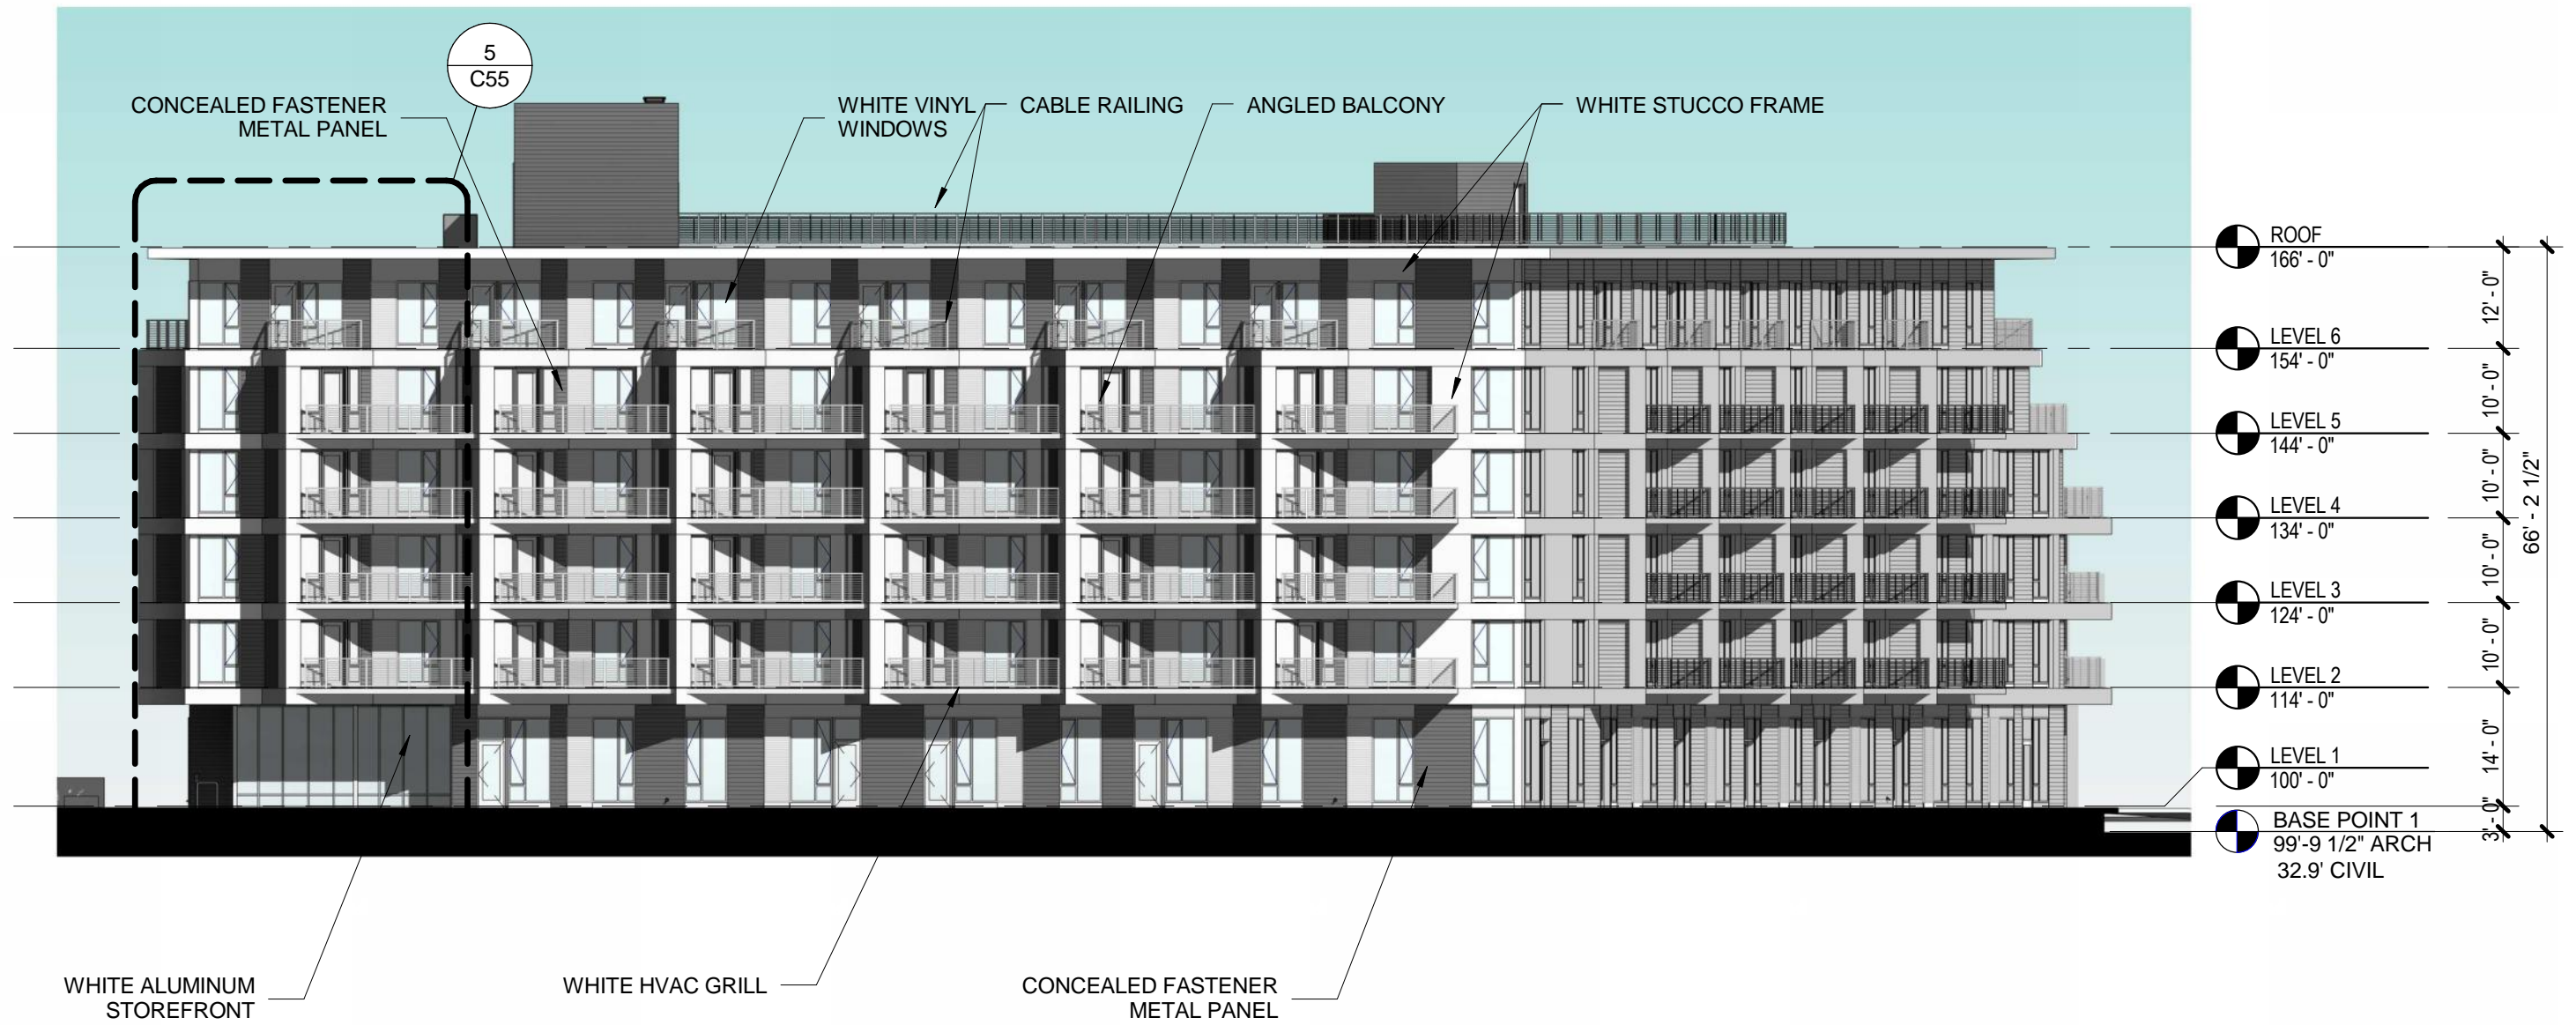 5
C55
CONCEALED FASTENER
METAL PANEL
WHITE VINYL
WINDOWS
CABLE RAILING
ANGLED BALCONY
WHITE STUCCO FRAME
ROOF
166' - 0"
12' - 0"
LEVEL 6
154' - 0"
10' - 0"
LEVEL 5
144' - 0"
10' - 0"
LEVEL 4
134' - 0"
10' - 0"
LEVEL 3
124' - 0"
10' - 0"
LEVEL 2
114' - 0"
14' - 0"
LEVEL 1
100' - 0"
3' - 0"
66' - 2 1/2"
BASE POINT 1
99'-9 1/2" ARCH
32.9' CIVIL
WHITE ALUMINUM
STOREFRONT
WHITE HVAC GRILL
CONCEALED FASTENER
METAL PANEL